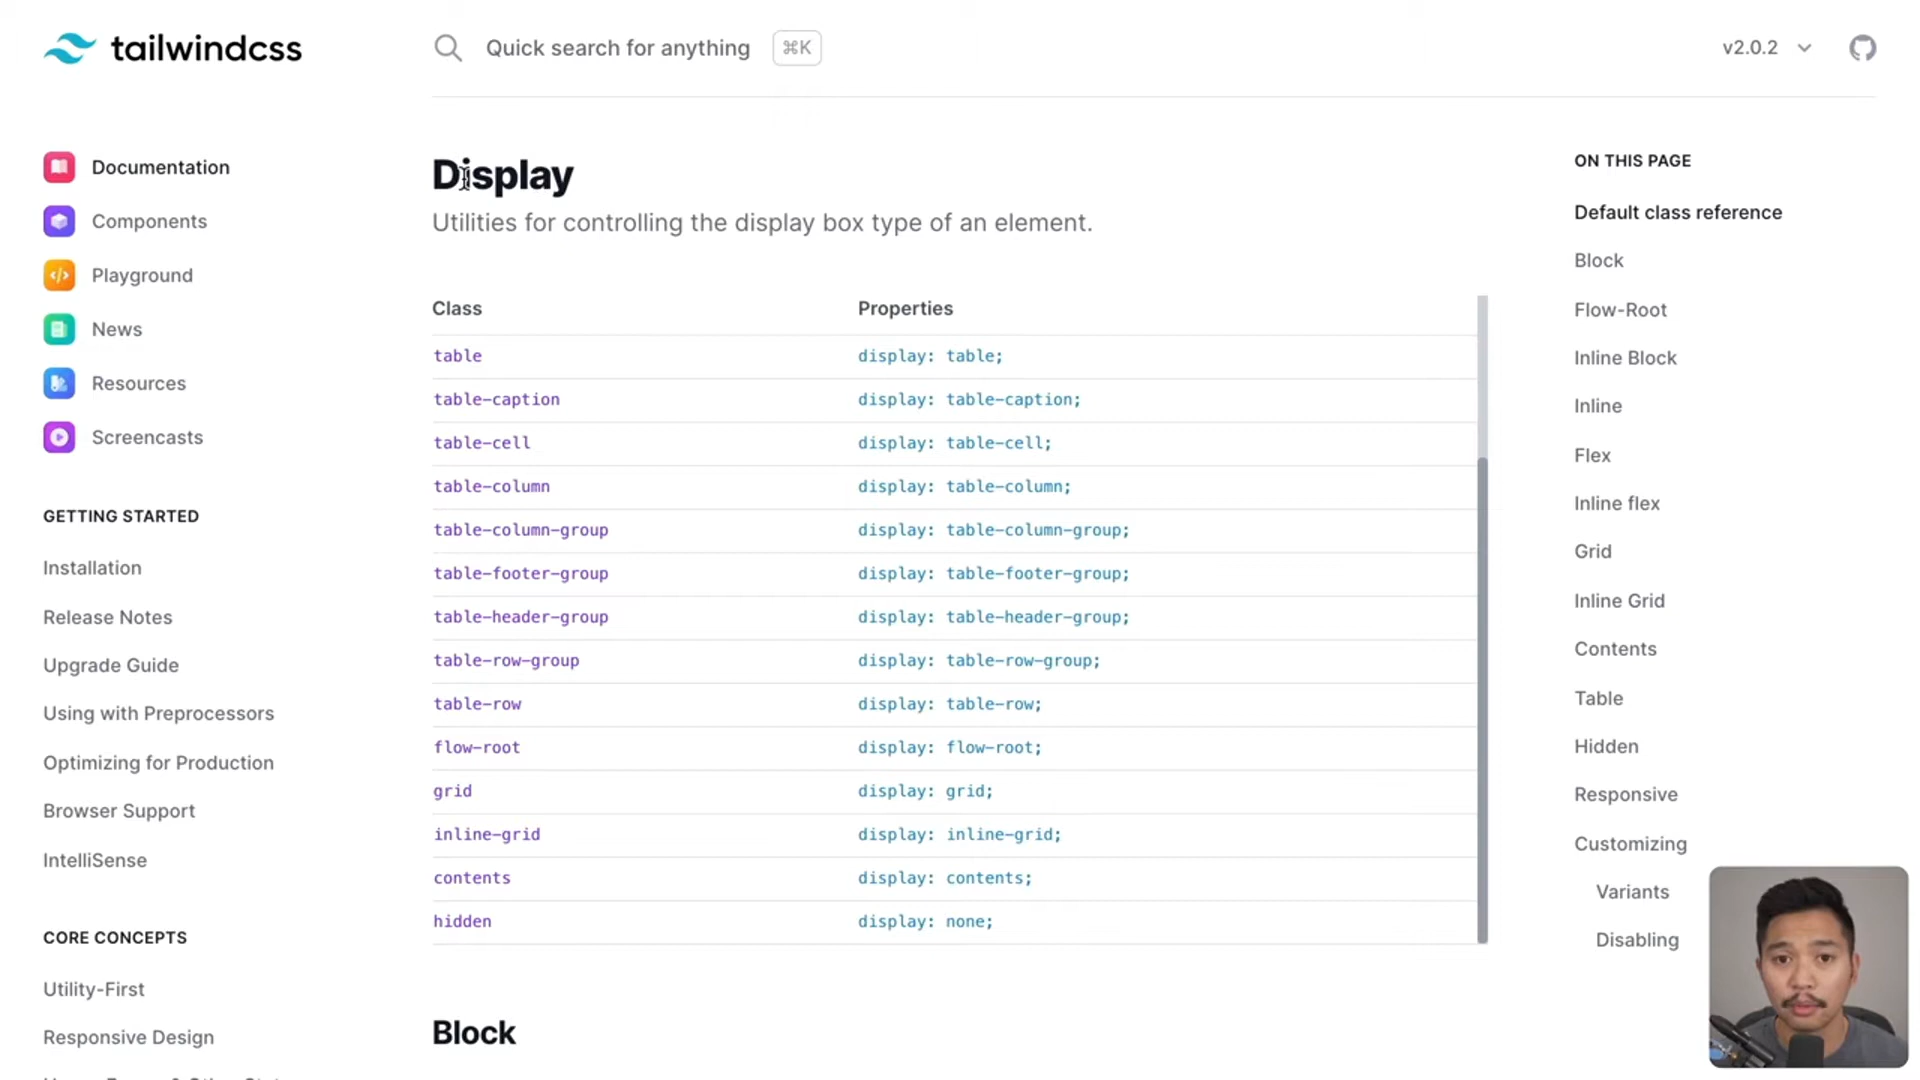 tailwindcss
Quick search for anything ⌘K
v2.0.2
Documentation
Components
Playground
News
Resources
Screencasts
GETTING STARTED
Installation
Release Notes
Upgrade Guide
Using with Preprocessors
Optimizing for Production
Browser Support
IntelliSense
CORE CONCEPTS
Utility-First
Responsive Design
Display
Utilities for controlling the display box type of an element.
Class Properties
table display: table;
table-caption display: table-caption;
table-cell display: table-cell;
table-column display: table-column;
table-column-group display: table-column-group;
table-footer-group display: table-footer-group;
table-header-group display: table-header-group;
table-row-group display: table-row-group;
table-row display: table-row;
flow-root display: flow-root;
grid display: grid;
inline-grid display: inline-grid;
contents display: contents;
hidden display: none;
Block
ON THIS PAGE
Default class reference
Block
Flow-Root
Inline Block
Inline
Flex
Inline flex
Grid
Inline Grid
Contents
Table
Hidden
Responsive
Customizing
Variants
Disabling